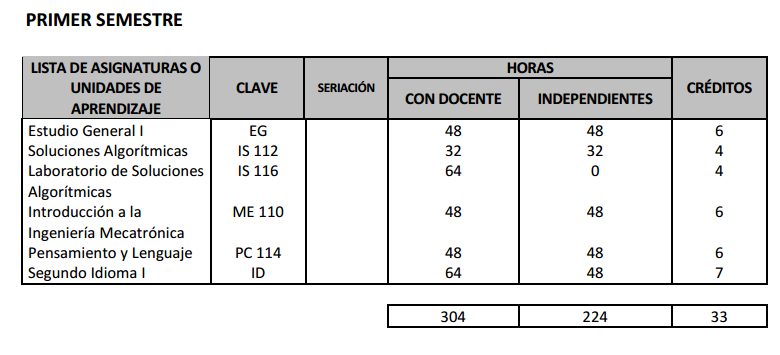 PRIMER SEMESTRE
LISTA DE ASIGNATURAS O
UNIDADES DE
APRENDIZAJE
CLAVE
SERIACIÓN
HORAS
CON DOCENTE
INDEPENDIENTES
CRÉDITOS
Estudio General I EG 48 48 6
Soluciones Algorítmicas IS 112 32 32 4
Laboratorio de Soluciones IS 116 64 0 4
Algorítmicas
Introducción a la ME 110 48 48 6
Ingeniería Mecatrónica
Pensamiento y Lenguaje PC 114 48 48 6
Segundo Idioma I ID 64 48 7
304 224 33